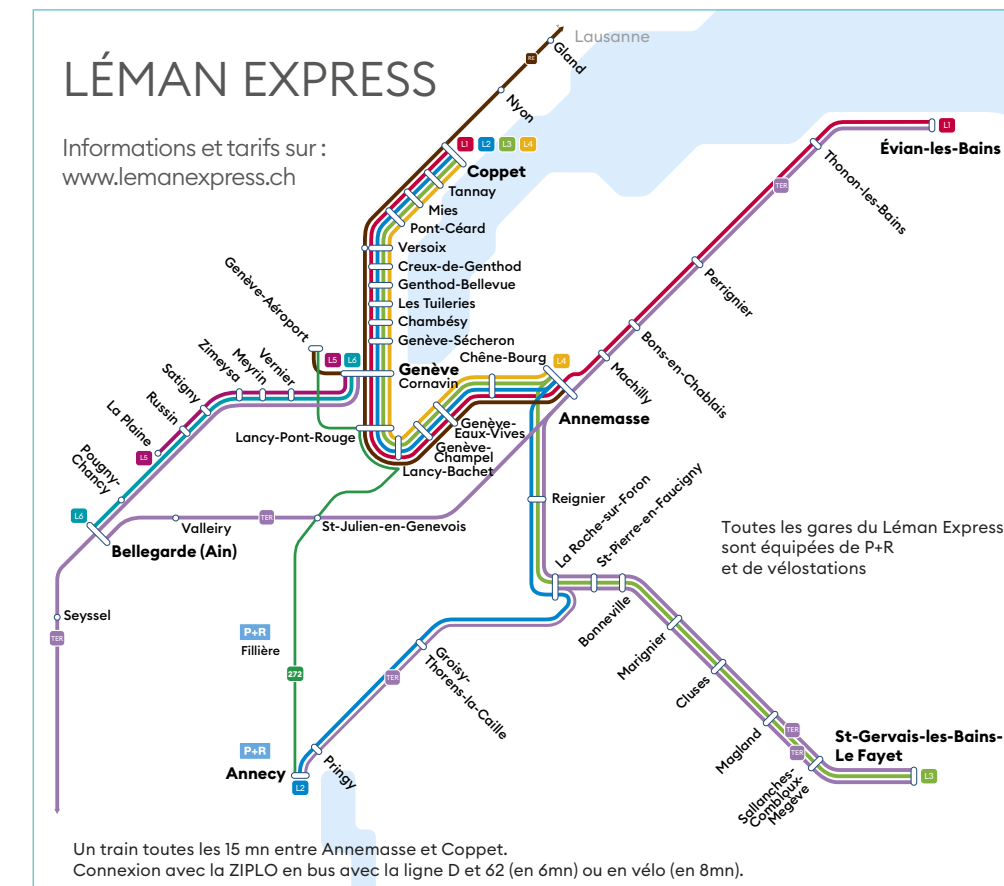 Lausanne
Gland
RE
LÉMAN EXPRESS
Nyon
Informations et tarifs sur :
www.lemanexpress.ch
L1 L2 L3 L4
Coppet
Tannay
Mies
Pont-Céard
Versoix
Creux-de-Genthod
Genthod-Bellevue
Les Tuileries
Chambésy
Genève-Sécheron
L1
Évian-les-Bains
Thonon-les-Bains
TER
Perrignier
Bons-en-Chablais
Machilly
Genève-Aéroport
L5 L6
Genève
Cornavin
Chêne-Bourg
L4
Annemasse
Vernier
Meyrin
Zimeysa
Satigny
Russin
La Plaine
L5
Pougny-
Chancy
L6
Bellegarde (Ain)
Lancy-Pont-Rouge
Genève-
Eaux-Vives
Genève-
Champel
Lancy-Bachet
Valleiry
TER
St-Julien-en-Genevois
Reignier
La Roche-sur-Foron
St-Pierre-en-Faucigny
Toutes les gares du Léman Express
sont équipées de P+R
et de vélostations
Seyssel
TER
P+R
Fillière
272
Bonneville
Marignier
Cluses
Magland
TER
TER
Sallanches-
Combloux-
Megève
St-Gervais-les-Bains-
Le Fayet
L3
Groisy-
Thorens-la-Caille
TER
Pringy
P+R
Annecy
L2
Un train toutes les 15 mn entre Annemasse et Coppet.
Connexion avec la ZIPLO en bus avec la ligne D et 62 (en 6mn) ou en vélo (en 8mn).